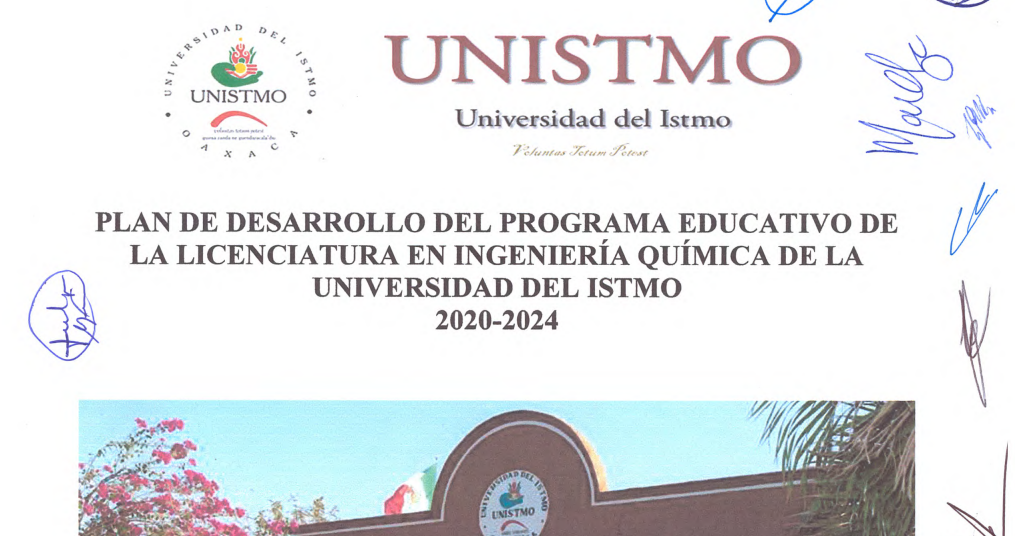 UNIVERSIDAD DEL ISTMO
UNISTMO
OAXACA
UNISTMO
Universidad del Istmo
Voluntas Totum Potest
PLAN DE DESARROLLO DEL PROGRAMA EDUCATIVO DE
LA LICENCIATURA EN INGENIERÍA QUÍMICA DE LA
UNIVERSIDAD DEL ISTMO
2020-2024
UNIVERSIDAD DEL ISTMO
UNISTMO